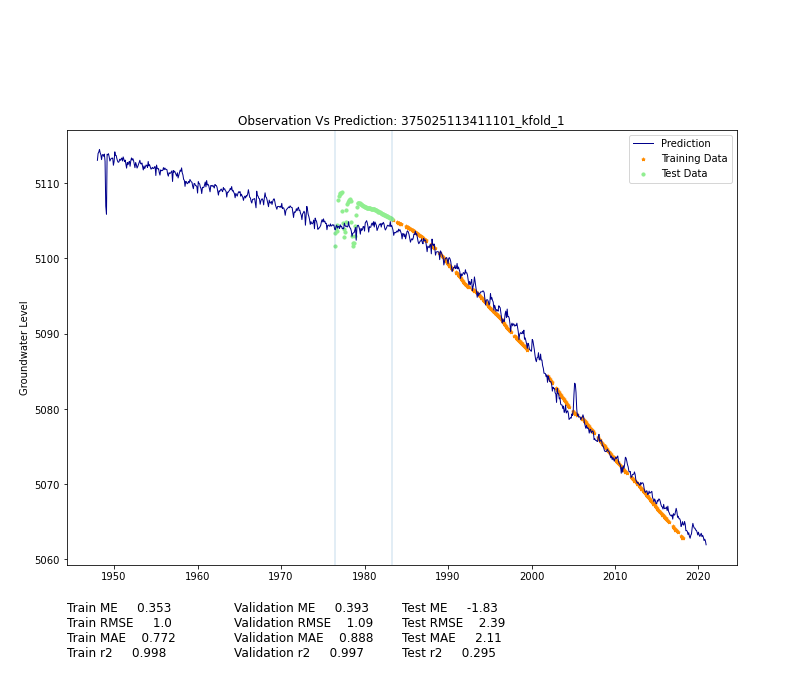 Observation Vs Prediction: 375025113411101_kfold_1
Prediction
Training Data
Test Data
Groundwater Level
5110
5100
5090
5080
5070
5060
1950 1960 1970 1980 1990 2000 2010 2020
Train ME 0.353 Validation ME 0.393 Test ME -1.83
Train RMSE 1.0 Validation RMSE 1.09 Test RMSE 2.39
Train MAE 0.772 Validation MAE 0.888 Test MAE 2.11
Train r2 0.998 Validation r2 0.997 Test r2 0.295